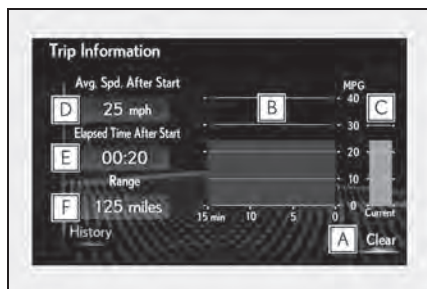 Trip Information
Avg. Spd. After Start
D 25 mph
Elapsed Time After Start
E 00:20
Range
F 125 miles
History
MPG
B 40 C
30
20
10
0
15 min 10 5 0 Current
A Clear